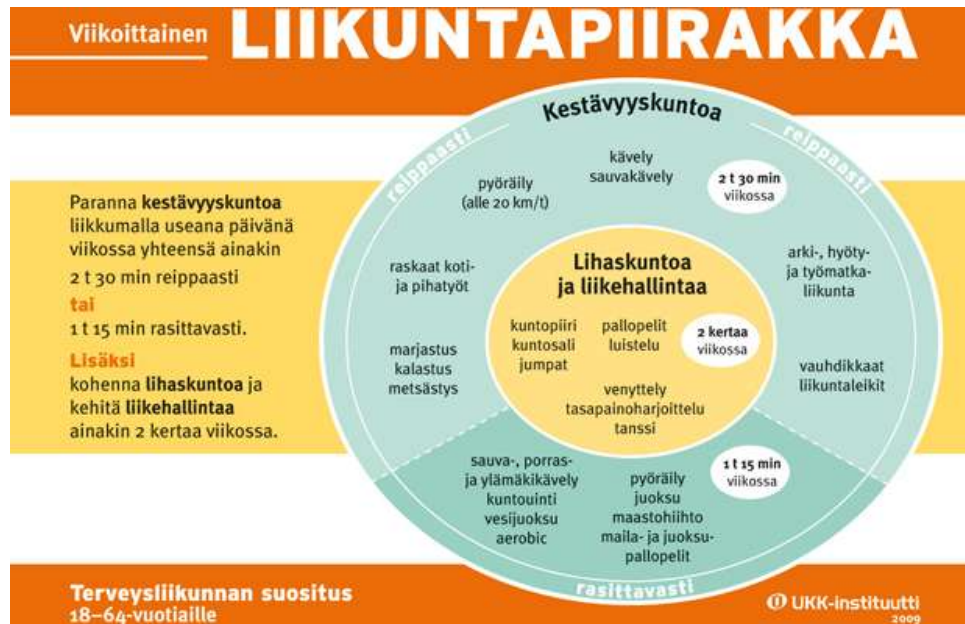 Viikoittainen LIIKUNTAPIIRAKKA
Paranna kestävyyskuntoa
liikkumalla useana päivänä
viikossa yhteensä ainakin
2 t 30 min reippaasti
tai
1 t 15 min rasittavasti.
Lisäksi
kohenna lihaskuntoa ja
kehitä liikehallintaa
ainakin 2 kertaa viikossa.
Kestävyyskuntoa
reippaasti
reippaasti
kävely
sauvakävely
2 t 30 min
viikossa
pyöräily
(alle 20 km/t)
raskaat koti-
ja pihatyöt
arki-, hyöty-
ja työmatka-
liikunta
marjastus
kalastus
metsästys
vauhdikkaat
liikuntaleikit
Lihaskuntoa
ja liikehallintaa
kuntopiiri
kuntosali
jumpat
pallopelit
luistelu
2 kertaa
viikossa
venyttely
tasapainoharjoittelu
tanssi
sauva-, porras-
ja ylämäkikävely
kuntouinti
vesijuoksu
aerobic
pyöräily
juoksu
maastohiihto
maila- ja juoksu-
pallopelit
1 t 15 min
viikossa
rasittavasti
Terveysliikunnan suositus
18–64-vuotiaille
UKK-instituutti
2009